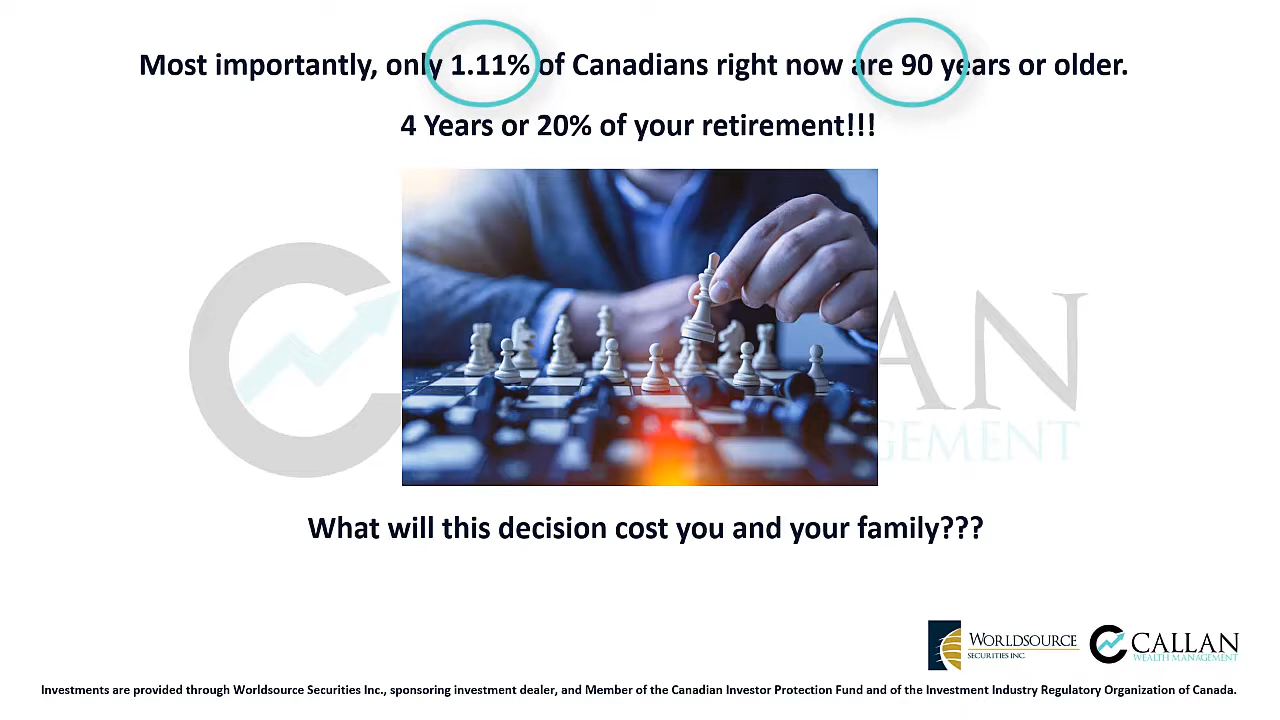 Most importantly, only 1.11% of Canadians right now are 90 years or older.
4 Years or 20% of your retirement!!!
LAN
GEMENT
What will this decision cost you and your family???
WORLDSOURCE
SECURITIES INC.
CALLAN
WEALTH MANAGEMENT
Investments are provided through Worldsource Securities Inc., sponsoring investment dealer, and Member of the Canadian Investor Protection Fund and of the Investment Industry Regulatory Organization of Canada.